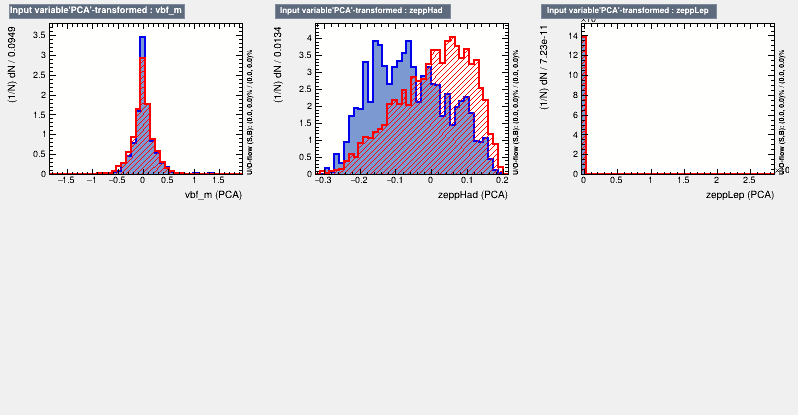 Input variable'PCA'-transformed : vbf_m
(1/N) dN / 0.0949
3.5
3
2.5
2
1.5
1
0.5
0
−1.5 −1 −0.5 0 0.5 1 1.5
vbf_m (PCA)
U/O-flow (S,B): (0.0, 0.0)% / (0.0, 0.0)%
Input variable'PCA'-transformed : zeppHad
(1/N) dN / 0.0134
4
3.5
3
2.5
2
1.5
1
0.5
0
−0.3 −0.2 −0.1 0 0.1 0.2
zeppHad (PCA)
U/O-flow (S,B): (0.0, 0.0)% / (0.0, 0.0)%
Input variable'PCA'-transformed : zeppLep
(1/N) dN / 7.23e-11
14
12
10
8
6
4
2
0
0 0.5 1 1.5 2 2.5
zeppLep (PCA)
U/O-flow (S,B): (0.0, 0.0)% / (0.0, 0.0)%